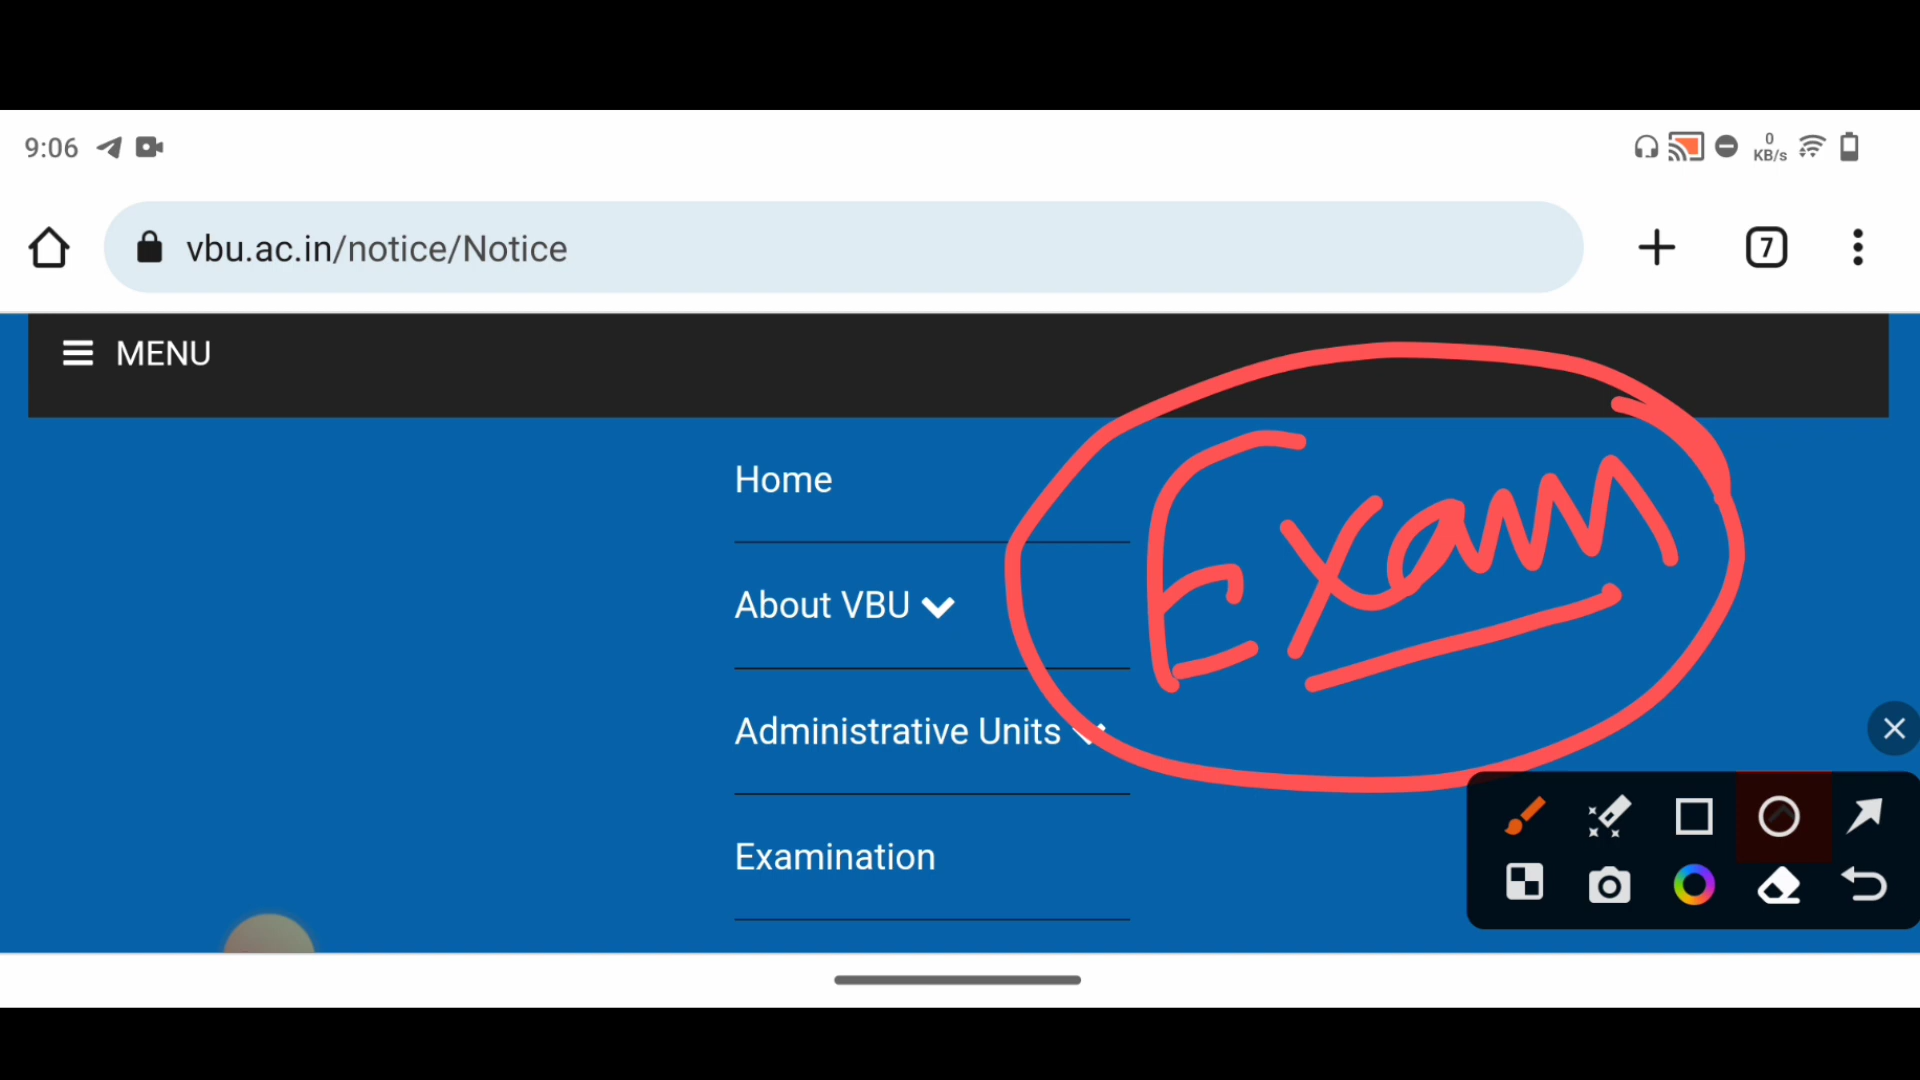 9:06
0
KB/s
vbu.ac.in/notice/Notice
7
MENU
Home
Exam
About VBU
Administrative Units
Examination